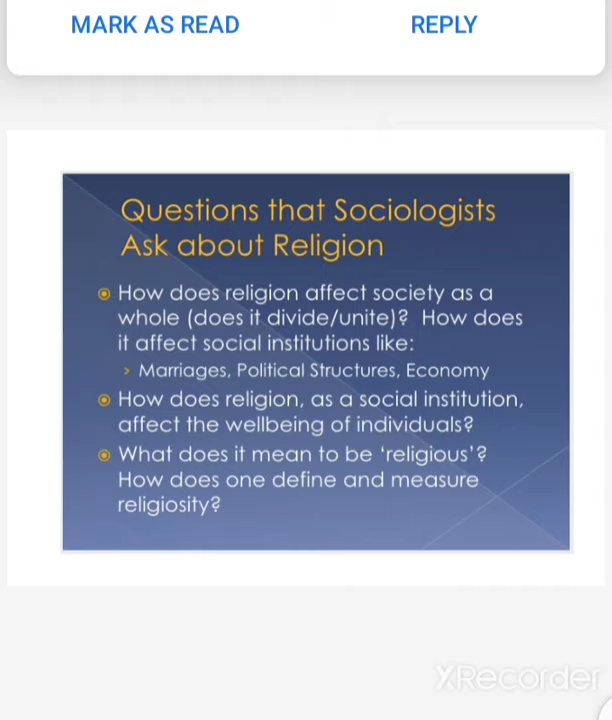 MARK AS READ REPLY
Questions that Sociologists
Ask about Religion
How does religion affect society as a
whole (does it divide/unite)? How does
it affect social institutions like:
› Marriages, Political Structures, Economy
How does religion, as a social institution,
affect the wellbeing of individuals?
What does it mean to be ‘religious’?
How does one define and measure
religiosity?
XRecorder